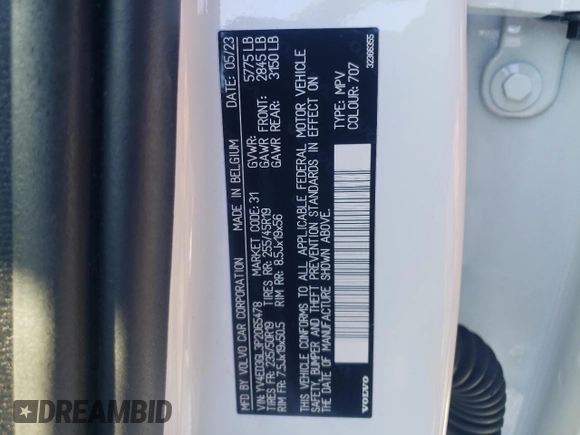 MFD BY VOLVO CAR CORPORATION MADE IN BELGIUM DATE: 05/23
VIN: YV4ED3GL3P2065478 MARKET CODE: 31 GVWR: 5775 LB
TIRES FR: 235/50R19 TIRES RR: 255/45R19 GAWR FRONT: 2845 LB
RIM FR: 7.5Jx19x50.5 RIM RR: 8.5Jx19x56 GAWR REAR: 3150 LB
THIS VEHICLE CONFORMS TO ALL APPLICABLE FEDERAL MOTOR VEHICLE
SAFETY, BUMPER AND THEFT PREVENTION STANDARDS IN EFFECT ON
THE DATE OF MANUFACTURE SHOWN ABOVE.
TYPE: MPV
COLOUR: 707
VOLVO
32366355
DREAMBID